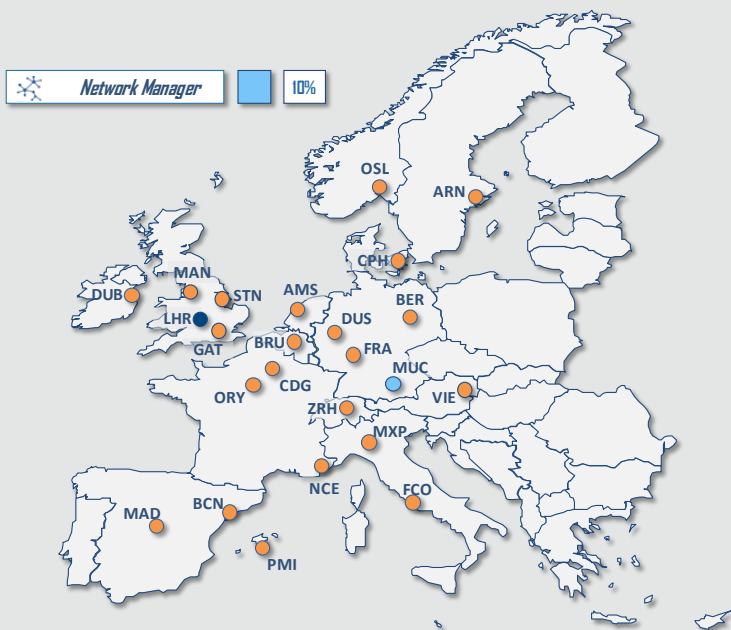 Network Manager
10%
OSL
ARN
CPH
MAN
DUB
STN
AMS
BER
LHR
DUS
GAT
BRU
FRA
MUC
CDG
ORY
VIE
ZRH
MXP
NCE
FCO
BCN
MAD
PMI